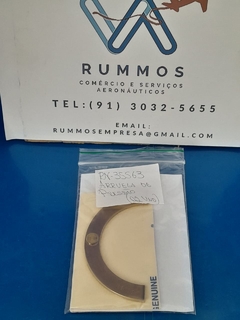 RUMMOS
COMÉRCIO E SERVIÇOS
AERONÁUTICOS
TEL:(91) 3032-5655
EMAIL:
RUMMOSEMPRESA@GMAIL.COM
PN-35563
ARRUELA DE
GENUINE